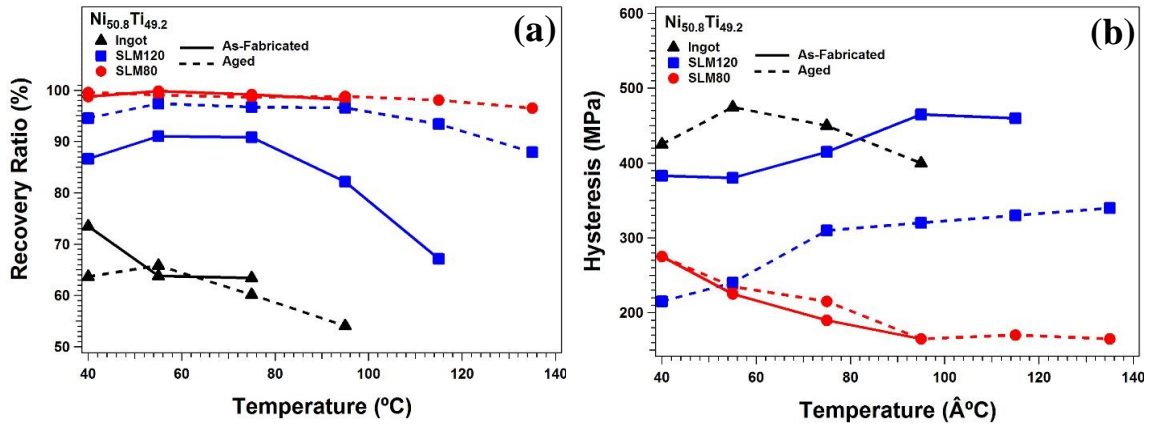 Ni50.8Ti49.2
(a)
Ingot
As-Fabricated
SLM120
Aged
SLM80
Recovery Ratio (%)
100
90
80
70
60
50
40 60 80 100 120 140
Temperature (ºC)
Ni50.8Ti49.2
(b)
Ingot
As-Fabricated
SLM120
Aged
SLM80
Hysteresis (MPa)
600
500
400
300
200
40 60 80 100 120 140
Temperature (ÂºC)